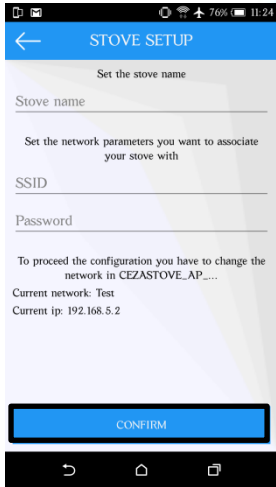 76% 11:24
STOVE SETUP
Set the stove name
Stove name
Set the network parameters you want to associate
your stove with
SSID
Password
To proceed the configuration you have to change the
network in CEZASTOVE_AP_...
Current network: Test
Current ip: 192.168.5.2
CONFIRM